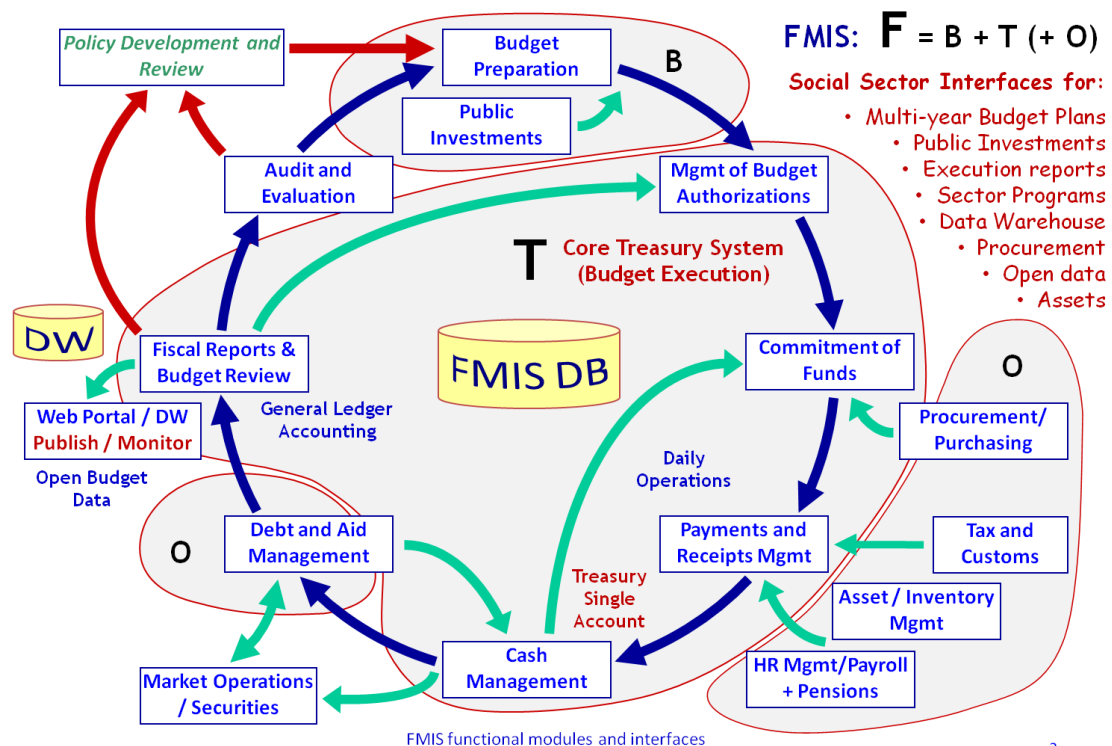 Policy Development and
Review
Budget
Preparation
B
FMIS: F = B + T (+ O)
Public
Investments
Social Sector Interfaces for:
• Multi-year Budget Plans
• Public Investments
• Execution reports
• Sector Programs
• Data Warehouse
• Procurement
• Open data
• Assets
Audit and
Evaluation
Mgmt of Budget
Authorizations
T
Core Treasury System
(Budget Execution)
DW
FMIS DB
Fiscal Reports &
Budget Review
Commitment of
Funds
O
Web Portal / DW
Publish / Monitor
General Ledger
Accounting
Procurement/
Purchasing
Open Budget
Data
Daily
Operations
O
Debt and Aid
Management
Payments and
Receipts Mgmt
Tax and
Customs
Treasury
Single
Account
Asset / Inventory
Mgmt
Market Operations
/ Securities
Cash
Management
HR Mgmt/Payroll
+ Pensions
FMIS functional modules and interfaces